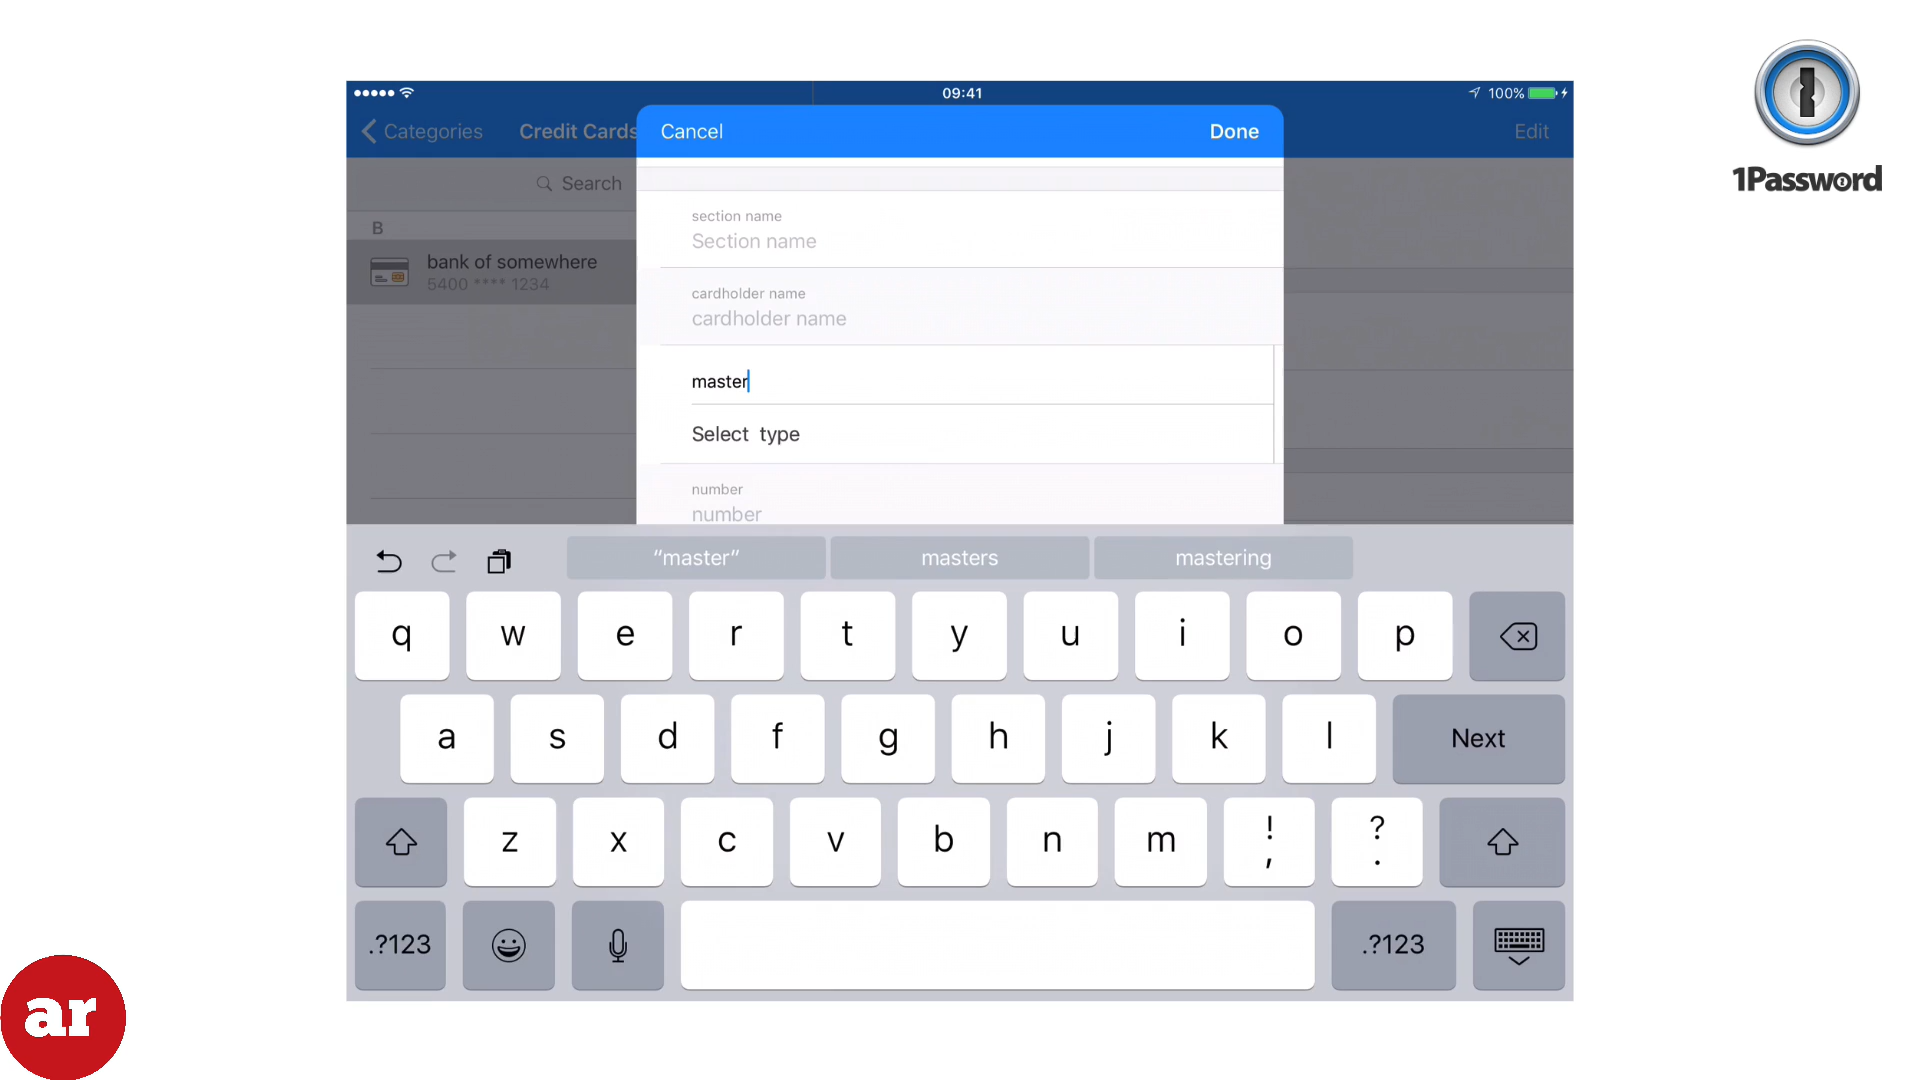 09:41
100%
Categories
Credit Cards
Cancel
Done
Edit
Search
B
bank of somewhere
5400 **** 1234
section name
Section name
cardholder name
cardholder name
master
Select type
number
number
“master”
masters
mastering
q w e r t y u i o p
a s d f g h j k l Next
z x c v b n m ! , ? .
.?123
.?123
1Password
ar